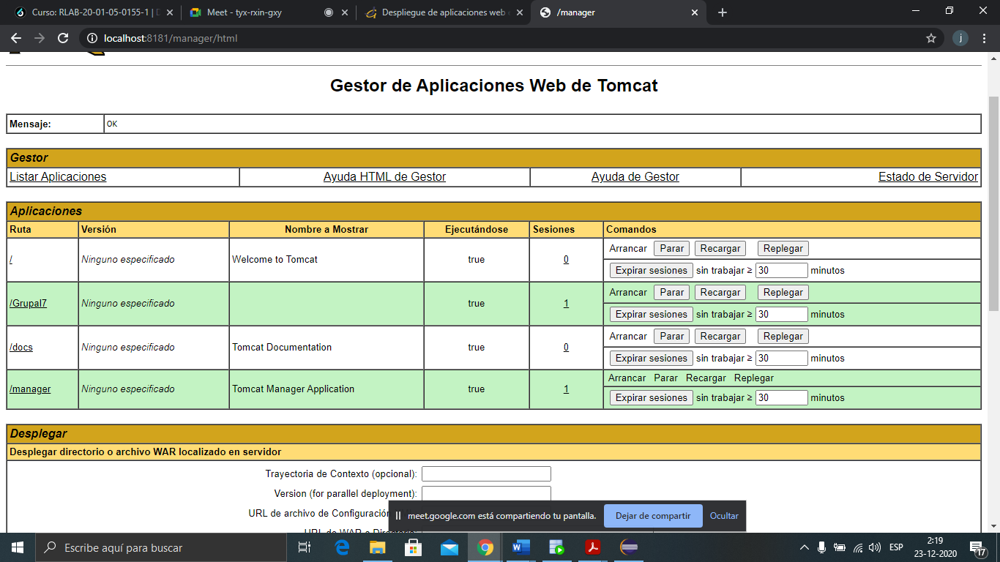 Curso: RLAB-20-01-05-0155-1 | D
Meet - tyx-rxin-gxy
Despliegue de aplicaciones web c
/manager
localhost:8181/manager/html
j
Gestor de Aplicaciones Web de Tomcat
Mensaje: OK
Gestor
Listar Aplicaciones Ayuda HTML de Gestor Ayuda de Gestor Estado de Servidor
Aplicaciones
Ruta Versión Nombre a Mostrar Ejecutándose Sesiones Comandos
/ Ninguno especificado Welcome to Tomcat true 0 Arrancar Parar Recargar Replegar
Expirar sesiones sin trabajar ≥ 30 minutos
/Grupal7 Ninguno especificado true 1 Arrancar Parar Recargar Replegar
Expirar sesiones sin trabajar ≥ 30 minutos
/docs Ninguno especificado Tomcat Documentation true 0 Arrancar Parar Recargar Replegar
Expirar sesiones sin trabajar ≥ 30 minutos
/manager Ninguno especificado Tomcat Manager Application true 1 Arrancar Parar Recargar Replegar
Expirar sesiones sin trabajar ≥ 30 minutos
Desplegar
Desplegar directorio o archivo WAR localizado en servidor
Trayectoria de Contexto (opcional):
Version (for parallel deployment):
URL de archivo de Configuración
meet.google.com está compartiendo tu pantalla. Dejar de compartir Ocultar
URL de WAR o Directorio:
Escribe aquí para buscar
ESP
2:19
23-12-2020
17